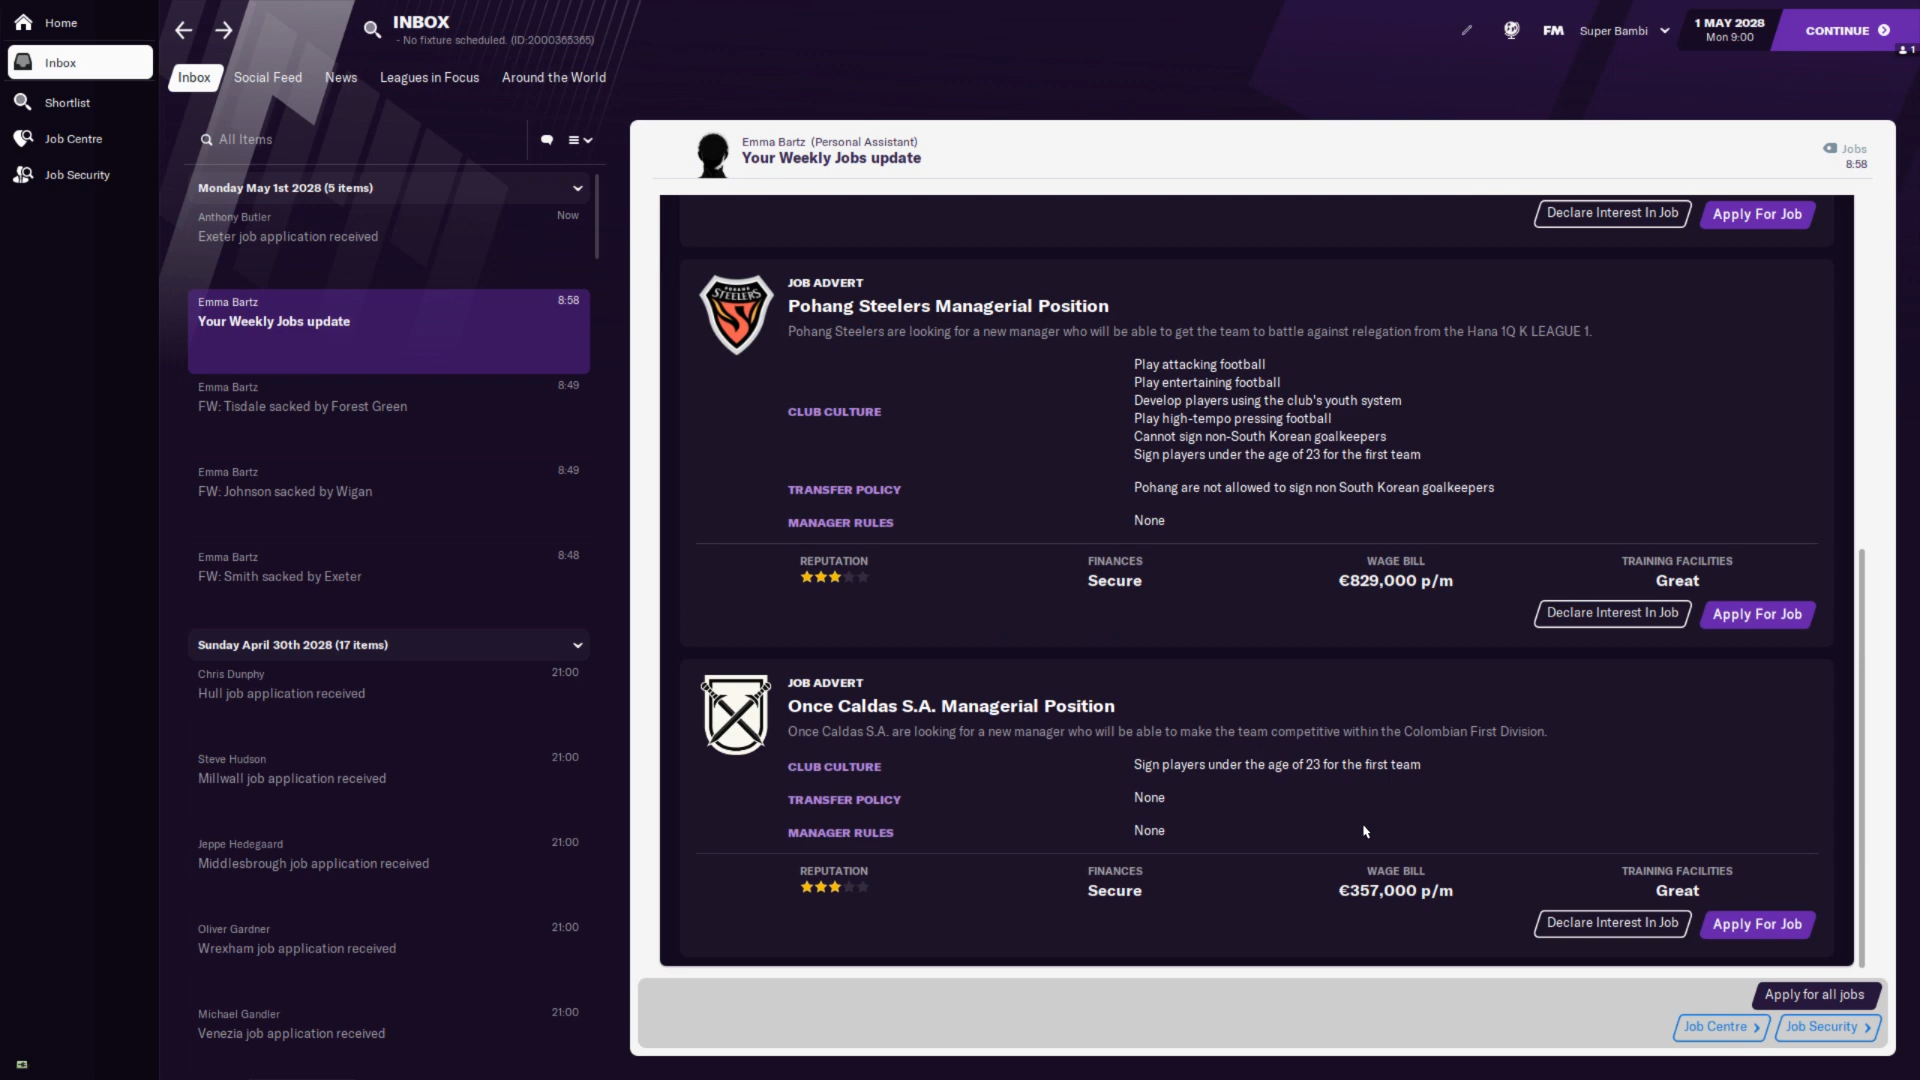 Home
Inbox
Shortlist
Job Centre
Job Security
INBOX
- No fixture scheduled. (ID:2000365365)
FM
Super Bambi
1 MAY 2028
Mon 9:00
CONTINUE
1
Inbox
Social Feed
News
Leagues in Focus
Around the World
All Items
Monday May 1st 2028 (5 items)
Anthony Butler
Now
Exeter job application received
Emma Bartz
8:58
Your Weekly Jobs update
Emma Bartz
8:49
FW: Tisdale sacked by Forest Green
Emma Bartz
8:49
FW: Johnson sacked by Wigan
Emma Bartz
8:48
FW: Smith sacked by Exeter
Sunday April 30th 2028 (17 items)
Chris Dunphy
21:00
Hull job application received
Steve Hudson
21:00
Millwall job application received
Jeppe Hedegaard
21:00
Middlesbrough job application received
Oliver Gardner
21:00
Wrexham job application received
Michael Gandler
21:00
Venezia job application received
Emma Bartz (Personal Assistant)
Your Weekly Jobs update
Jobs
8:58
Declare Interest In Job
Apply For Job
STEELERS
JOB ADVERT
Pohang Steelers Managerial Position
Pohang Steelers are looking for a new manager who will be able to get the team to battle against relegation from the Hana 1Q K LEAGUE 1.
CLUB CULTURE
Play attacking football
Play entertaining football
Develop players using the club's youth system
Play high-tempo pressing football
Cannot sign non-South Korean goalkeepers
Sign players under the age of 23 for the first team
TRANSFER POLICY
Pohang are not allowed to sign non South Korean goalkeepers
MANAGER RULES
None
REPUTATION
FINANCES
Secure
WAGE BILL
€829,000 p/m
TRAINING FACILITIES
Great
Declare Interest In Job
Apply For Job
JOB ADVERT
Once Caldas S.A. Managerial Position
Once Caldas S.A. are looking for a new manager who will be able to make the team competitive within the Colombian First Division.
CLUB CULTURE
Sign players under the age of 23 for the first team
TRANSFER POLICY
None
MANAGER RULES
None
REPUTATION
FINANCES
Secure
WAGE BILL
€357,000 p/m
TRAINING FACILITIES
Great
Declare Interest In Job
Apply For Job
Apply for all jobs
Job Centre
Job Security